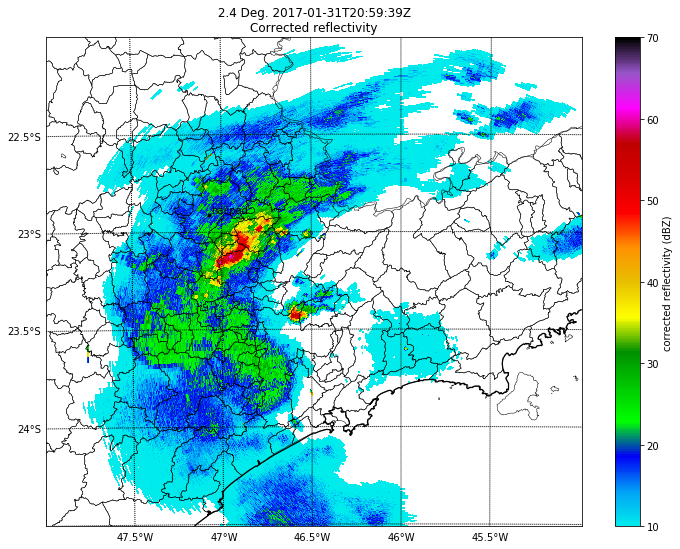 2.4 Deg. 2017-01-31T20:59:39Z
Corrected reflectivity
22.5°S
23°S
23.5°S
24°S
47.5°W
47°W
46.5°W
46°W
45.5°W
70
60
50
40
30
20
10
corrected reflectivity (dBZ)